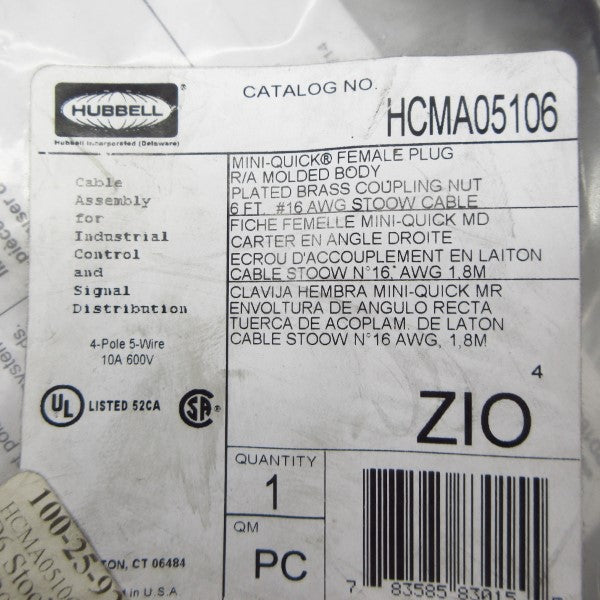 HUBBELL®
Hubbell Incorporated (Delaware)
CATALOG NO.
HCMA05106
Cable
Assembly
for
Industrial
Control
and
Signal
Distribution
4-Pole 5-Wire
10A 600V
UL LISTED 52CA
MINI-QUICK® FEMALE PLUG
R/A MOLDED BODY
PLATED BRASS COUPLING NUT
6 FT. #16 AWG STOOW CABLE
FICHE FEMELLE MINI-QUICK MD
CARTER EN ANGLE DROITE
ECROU D'ACCOUPLEMENT EN LAITON
CABLE STOOW N°16. AWG 1,8M
CLAVIJA HEMBRA MINI-QUICK MR
ENVOLTURA DE ANGULO RECTA
TUERCA DE ACOPLAM. DE LATON
CABLE STOOW N°16 AWG, 1,8M
4
ZIO
QUANTITY
1
QM
PC
CT 06484
in U.S.A.
7 83585 83015
100-25-9
HCMA0510